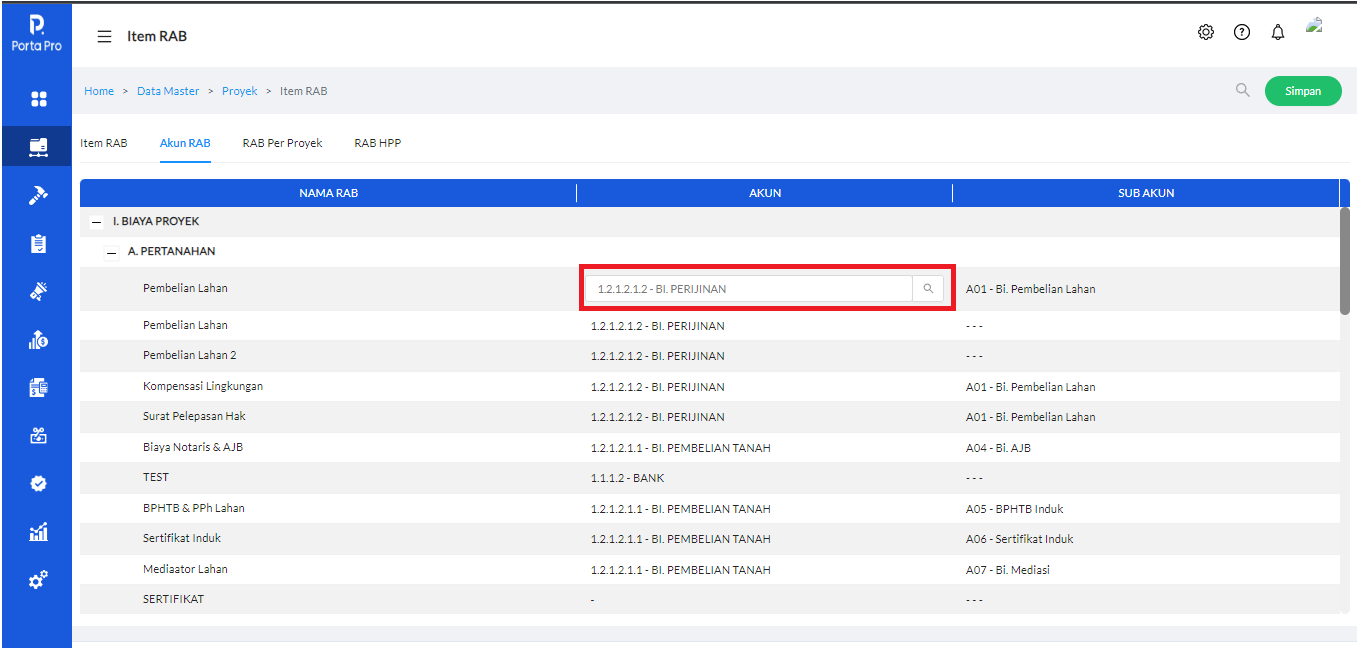 Porta Pro
Item RAB
Home > Data Master > Proyek > Item RAB
Simpan
Item RAB Akun RAB RAB Per Proyek RAB HPP
NAMA RAB AKUN SUB AKUN
I. BIAYA PROYEK
A. PERTANAHAN
Pembelian Lahan 1.2.1.2.1.2 - BI. PERIJINAN A01 - Bi. Pembelian Lahan
Pembelian Lahan 1.2.1.2.1.2 - BI. PERIJINAN - - -
Pembelian Lahan 2 1.2.1.2.1.2 - BI. PERIJINAN - - -
Kompensasi Lingkungan 1.2.1.2.1.2 - BI. PERIJINAN A01 - Bi. Pembelian Lahan
Surat Pelepasan Hak 1.2.1.2.1.2 - BI. PERIJINAN A01 - Bi. Pembelian Lahan
Biaya Notaris & AJB 1.2.1.2.1.1 - BI. PEMBELIAN TANAH A04 - Bi. AJB
TEST 1.1.1.2 - BANK - - -
BPHTB & PPh Lahan 1.2.1.2.1.1 - BI. PEMBELIAN TANAH A05 - BPHTB Induk
Sertifikat Induk 1.2.1.2.1.1 - BI. PEMBELIAN TANAH A06 - Sertifikat Induk
Mediaator Lahan 1.2.1.2.1.1 - BI. PEMBELIAN TANAH A07 - Bi. Mediasi
SERTIFIKAT - - - -